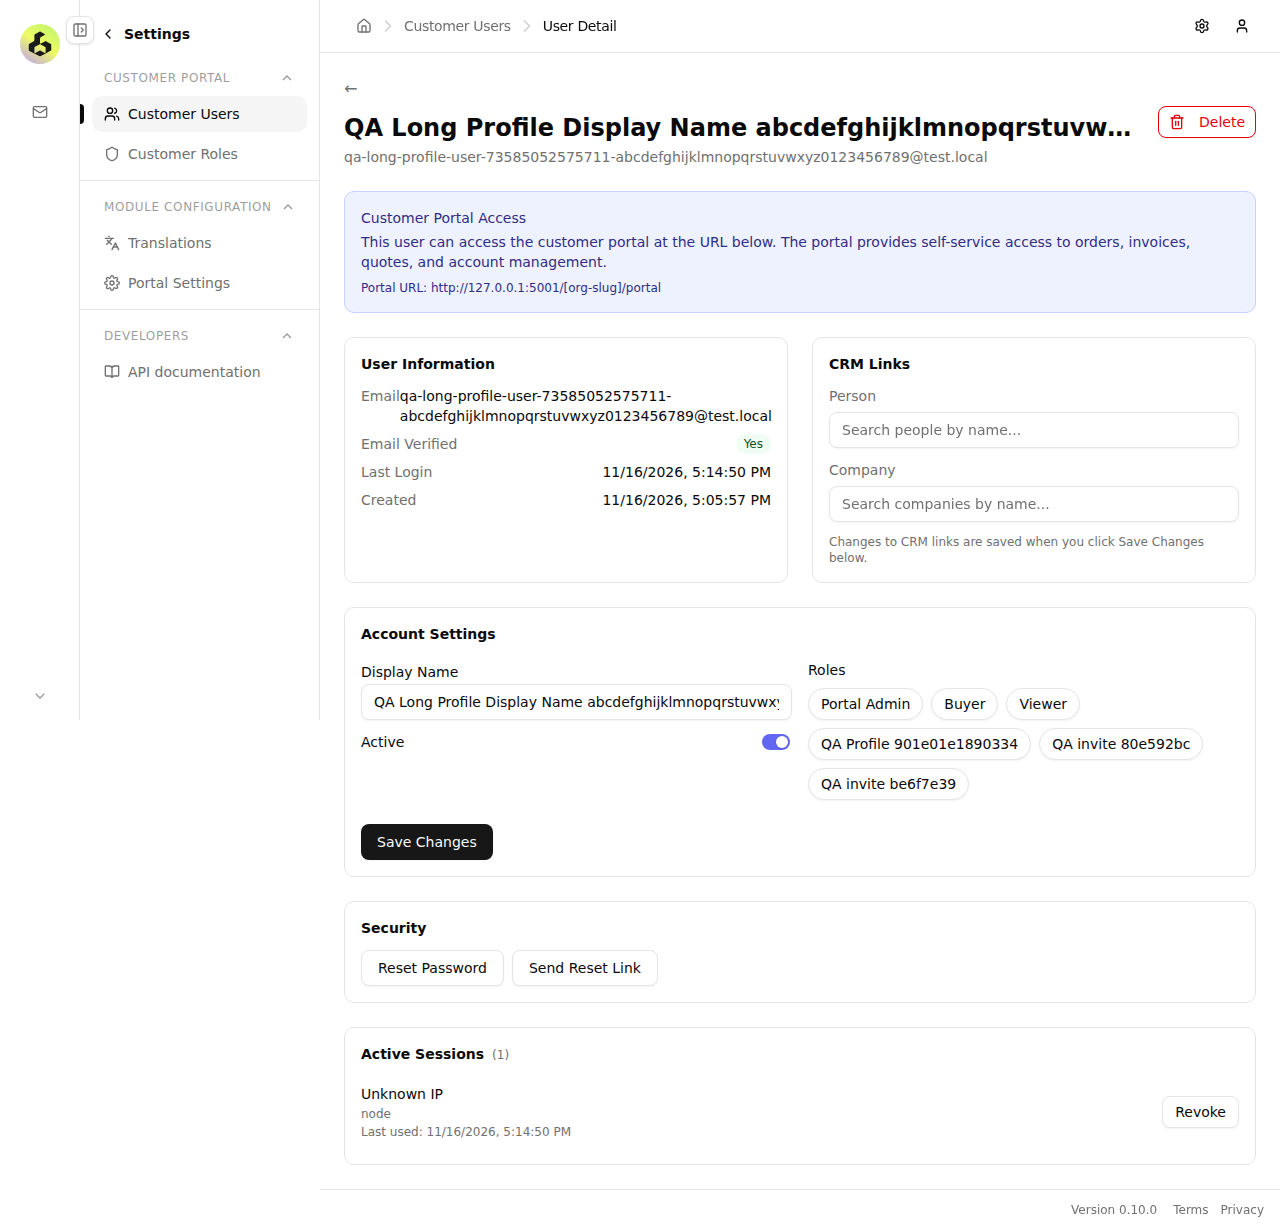 Settings
CUSTOMER PORTAL
Customer Users
Customer Roles
MODULE CONFIGURATION
Translations
Portal Settings
DEVELOPERS
API documentation
Customer Users
User Detail
←
QA Long Profile Display Name abcdefghijklmnopqrstuvw...
Delete
qa-long-profile-user-73585052575711-abcdefghijklmnopqrstuvwxyz0123456789@test.local
Customer Portal Access
This user can access the customer portal at the URL below. The portal provides self-service access to orders, invoices,
quotes, and account management.
Portal URL: http://127.0.0.1:5001/[org-slug]/portal
User Information
Email qa-long-profile-user-73585052575711-
abcdefghijklmnopqrstuvwxyz0123456789@test.local
Email Verified Yes
Last Login 11/16/2026, 5:14:50 PM
Created 11/16/2026, 5:05:57 PM
CRM Links
Person
Search people by name...
Company
Search companies by name...
Changes to CRM links are saved when you click Save Changes
below.
Account Settings
Display Name
QA Long Profile Display Name abcdefghijklmnopqrstuvwxy
Active
Roles
Portal Admin Buyer Viewer
QA Profile 901e01e1890334 QA invite 80e592bc
QA invite be6f7e39
Save Changes
Security
Reset Password Send Reset Link
Active Sessions (1)
Unknown IP
node
Last used: 11/16/2026, 5:14:50 PM
Revoke
Version 0.10.0 Terms Privacy